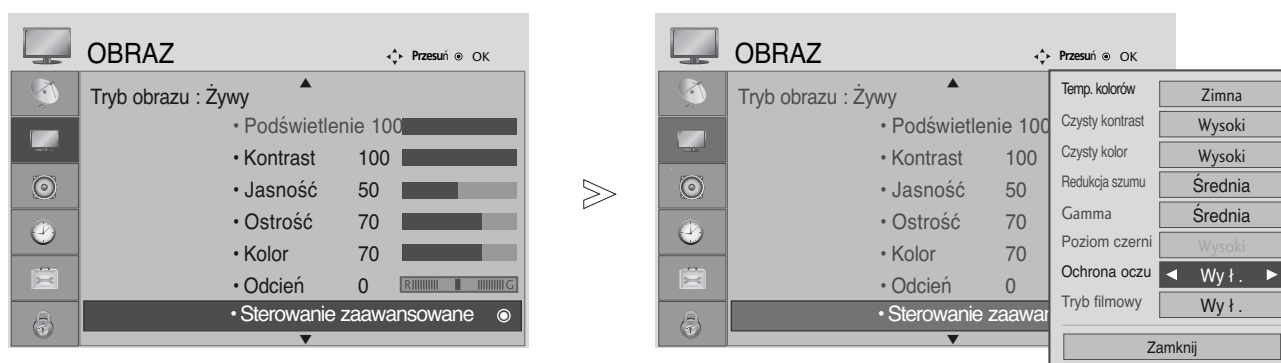 OBRAZ
Przesuń OK
Tryb obrazu : Żywy
• Podświetlenie 100
• Kontrast 100
• Jasność 50
• Ostrość 70
• Kolor 70
• Odcień 0 R G
• Sterowanie zaawansowane
OBRAZ
Przesuń OK
Tryb obrazu : Żywy
• Podświetlenie 100
• Kontrast 100
• Jasność 50
• Ostrość 70
• Kolor 70
• Odcień 0
• Sterowanie zaawan
Temp. kolorów Zimna
Czysty kontrast Wysoki
Czysty kolor Wysoki
Redukcja szumu Średnia
Gamma Średnia
Poziom czerni Wysoki
Ochrona oczu ◄ Wył. ►
Tryb filmowy Wył.
Zamknij